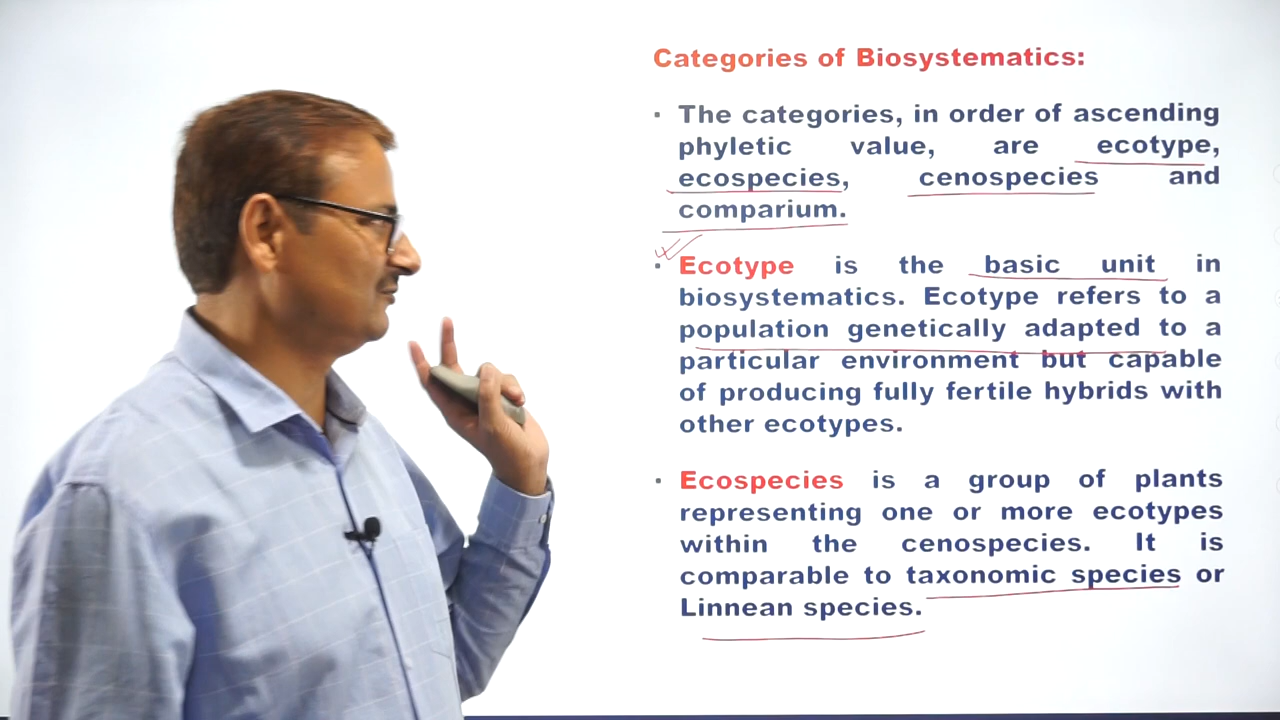 Categories of Biosystematics:
▪ The categories, in order of ascending
phyletic value, are ecotype,
ecospecies, cenospecies and
comparium.
▪ Ecotype is the basic unit in
biosystematics. Ecotype refers to a
population genetically adapted to a
particular environment but capable
of producing fully fertile hybrids with
other ecotypes.
▪ Ecospecies is a group of plants
representing one or more ecotypes
within the cenospecies. It is
comparable to taxonomic species or
Linnean species.